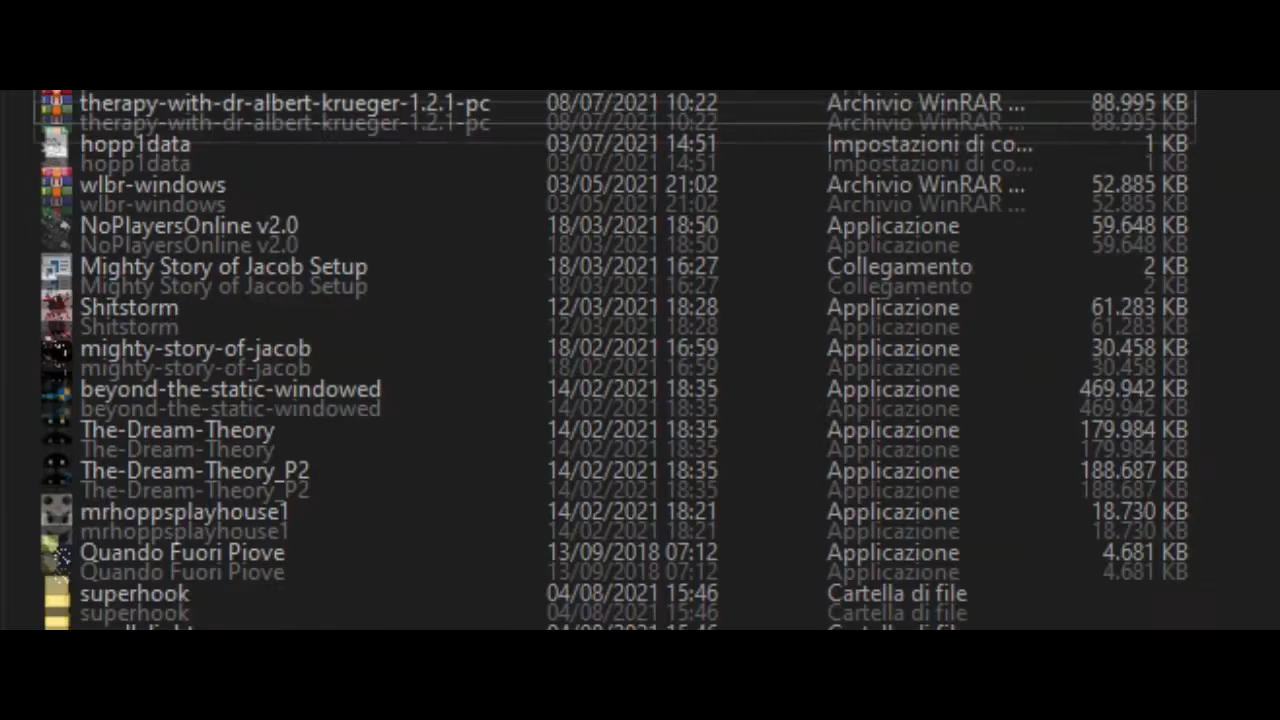 therapy-with-dr-albert-krueger-1.2.1-pc 08/07/2021 10:22 Archivio WinRAR ... 88.995 KB
hopp1data 03/07/2021 14:51 Impostazioni di co... 1 KB
wlbr-windows 03/05/2021 21:02 Archivio WinRAR ... 52.885 KB
NoPlayersOnline v2.0 18/03/2021 18:50 Applicazione 59.648 KB
Mighty Story of Jacob Setup 18/03/2021 16:27 Collegamento 2 KB
Shitstorm 12/03/2021 18:28 Applicazione 61.283 KB
mighty-story-of-jacob 18/02/2021 16:59 Applicazione 30.458 KB
beyond-the-static-windowed 14/02/2021 18:35 Applicazione 469.942 KB
The-Dream-Theory 14/02/2021 18:35 Applicazione 179.984 KB
The-Dream-Theory_P2 14/02/2021 18:35 Applicazione 188.687 KB
mrhoppsplayhouse1 14/02/2021 18:21 Applicazione 18.730 KB
Quando Fuori Piove 13/09/2018 07:12 Applicazione 4.681 KB
superhook 04/08/2021 15:46 Cartella di file